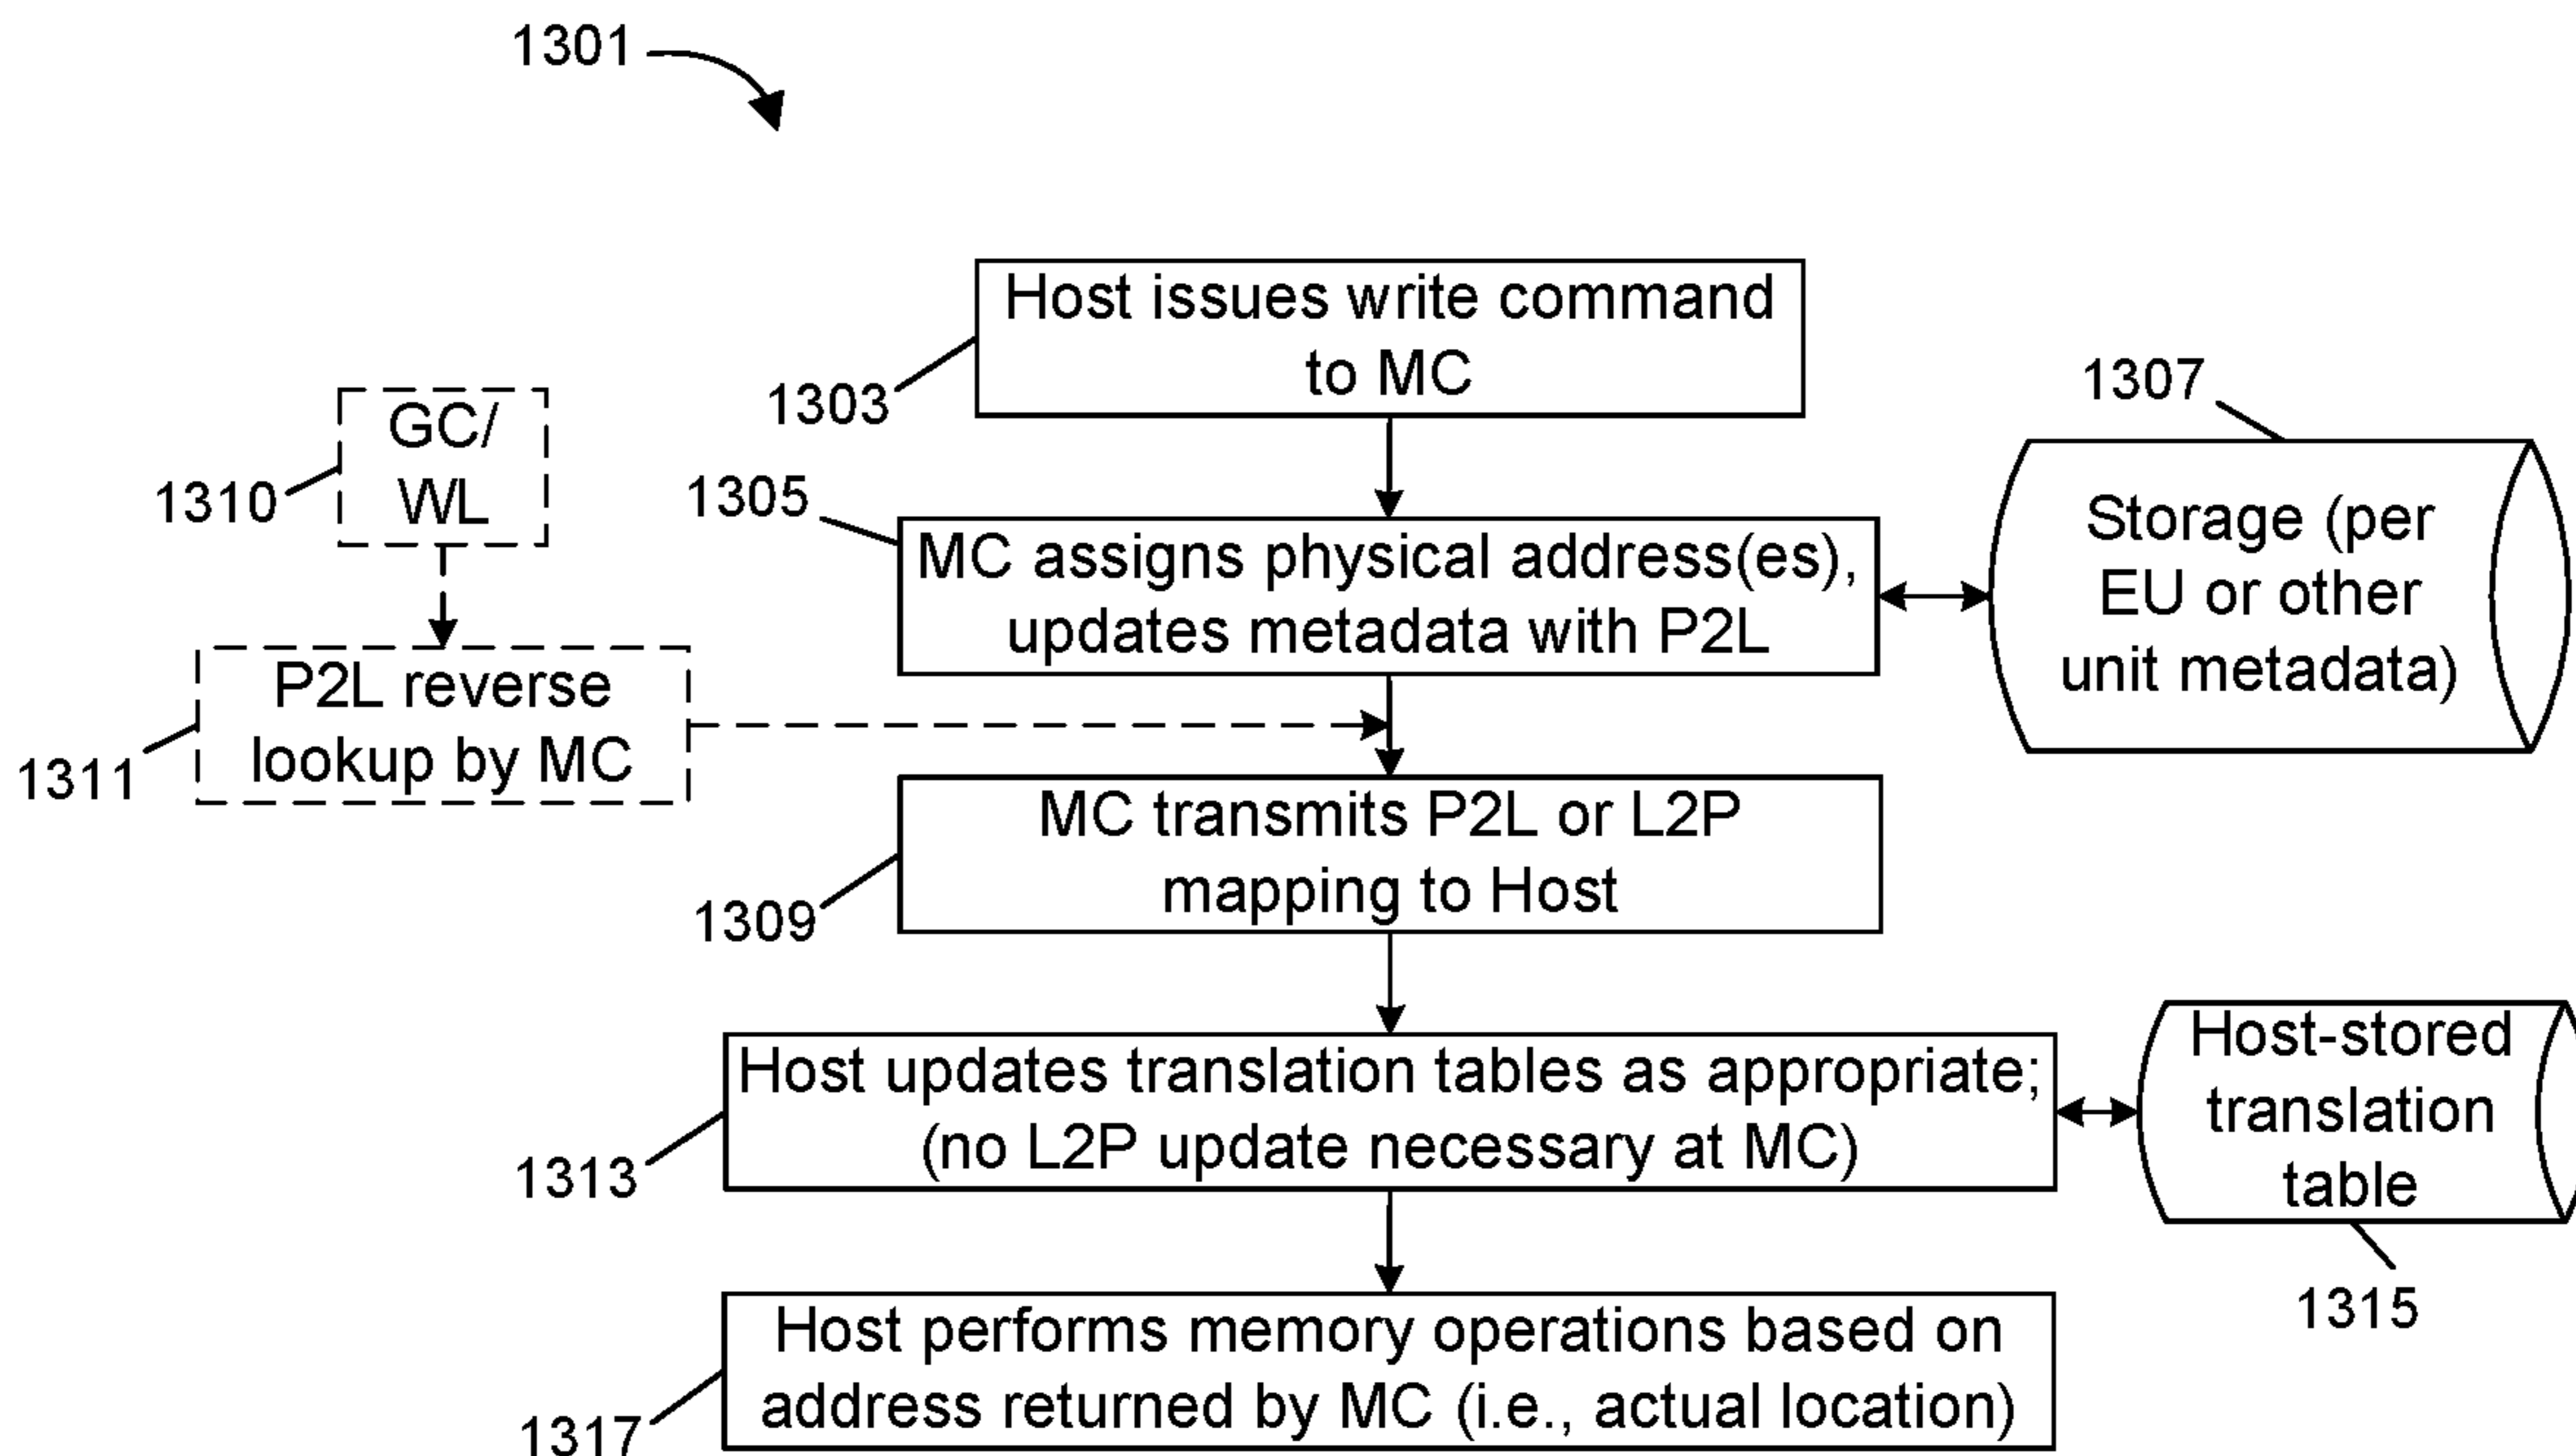 1301
Host issues write command
to MC
1303
1307
GC/
WL
1310
1305
MC assigns physical address(es),
updates metadata with P2L
Storage (per
EU or other
unit metadata)
P2L reverse
lookup by MC
1311
MC transmits P2L or L2P
mapping to Host
1309
Host updates translation tables as appropriate;
(no L2P update necessary at MC)
1313
Host-stored
translation
table
1315
Host performs memory operations based on
address returned by MC (i.e., actual location)
1317